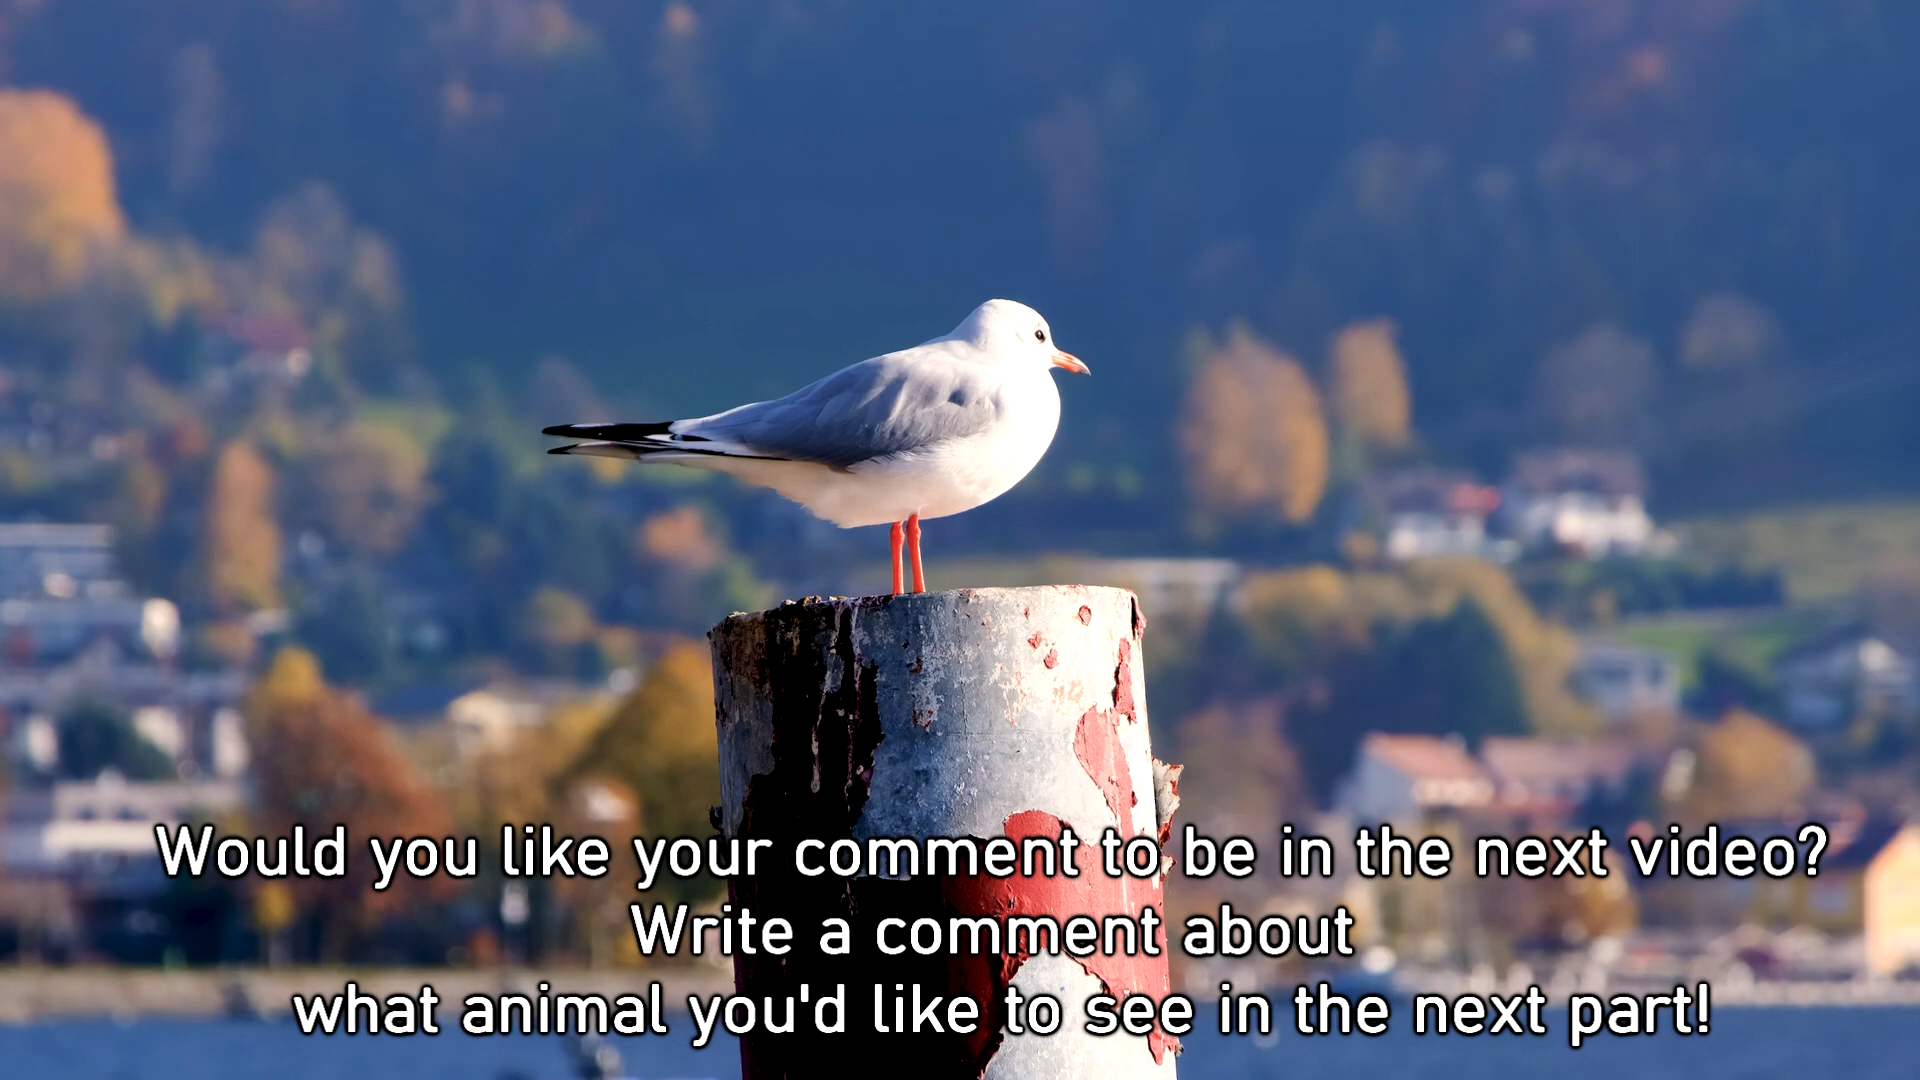 Would you like your comment to be in the next video?
Write a comment about
what animal you'd like to see in the next part!